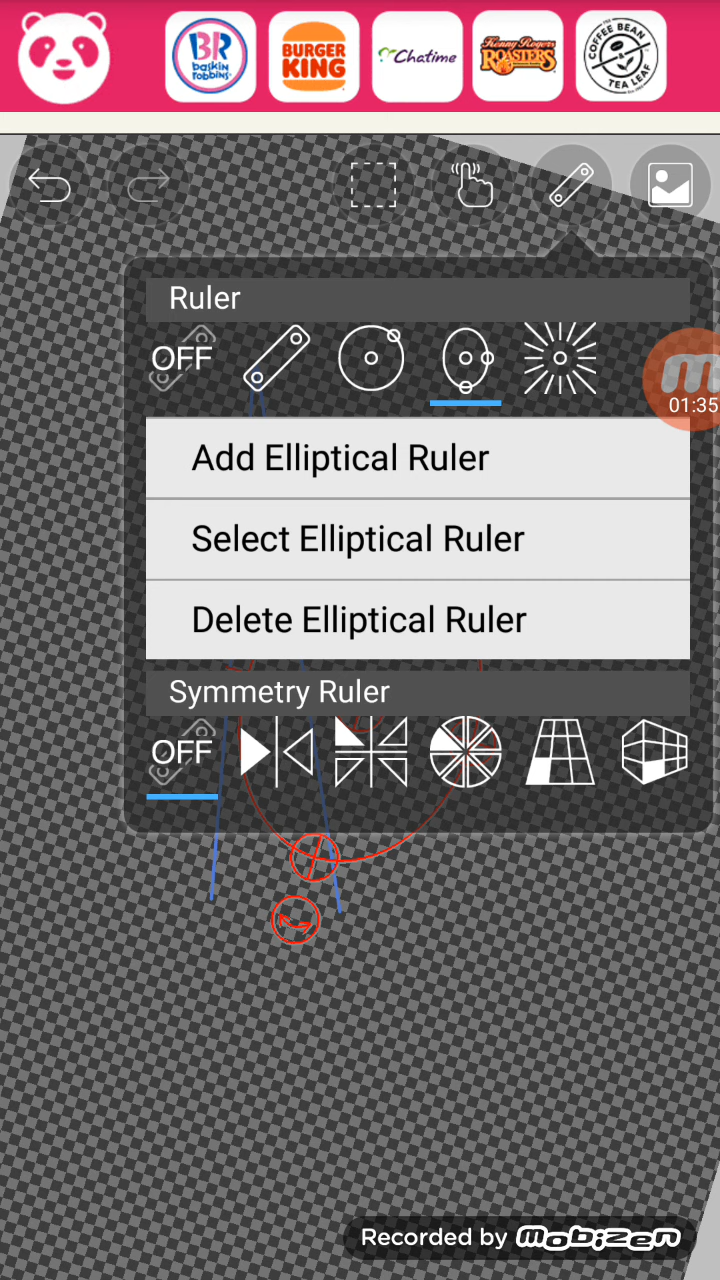 BR
baskin
robbins
BURGER
KING
Chatime
Kenny Rogers
ROASTERS
COFFEE BEAN
TEA LEAF
Ruler
OFF
01:35
Add Elliptical Ruler
Select Elliptical Ruler
Delete Elliptical Ruler
Symmetry Ruler
OFF
Recorded by mobizen